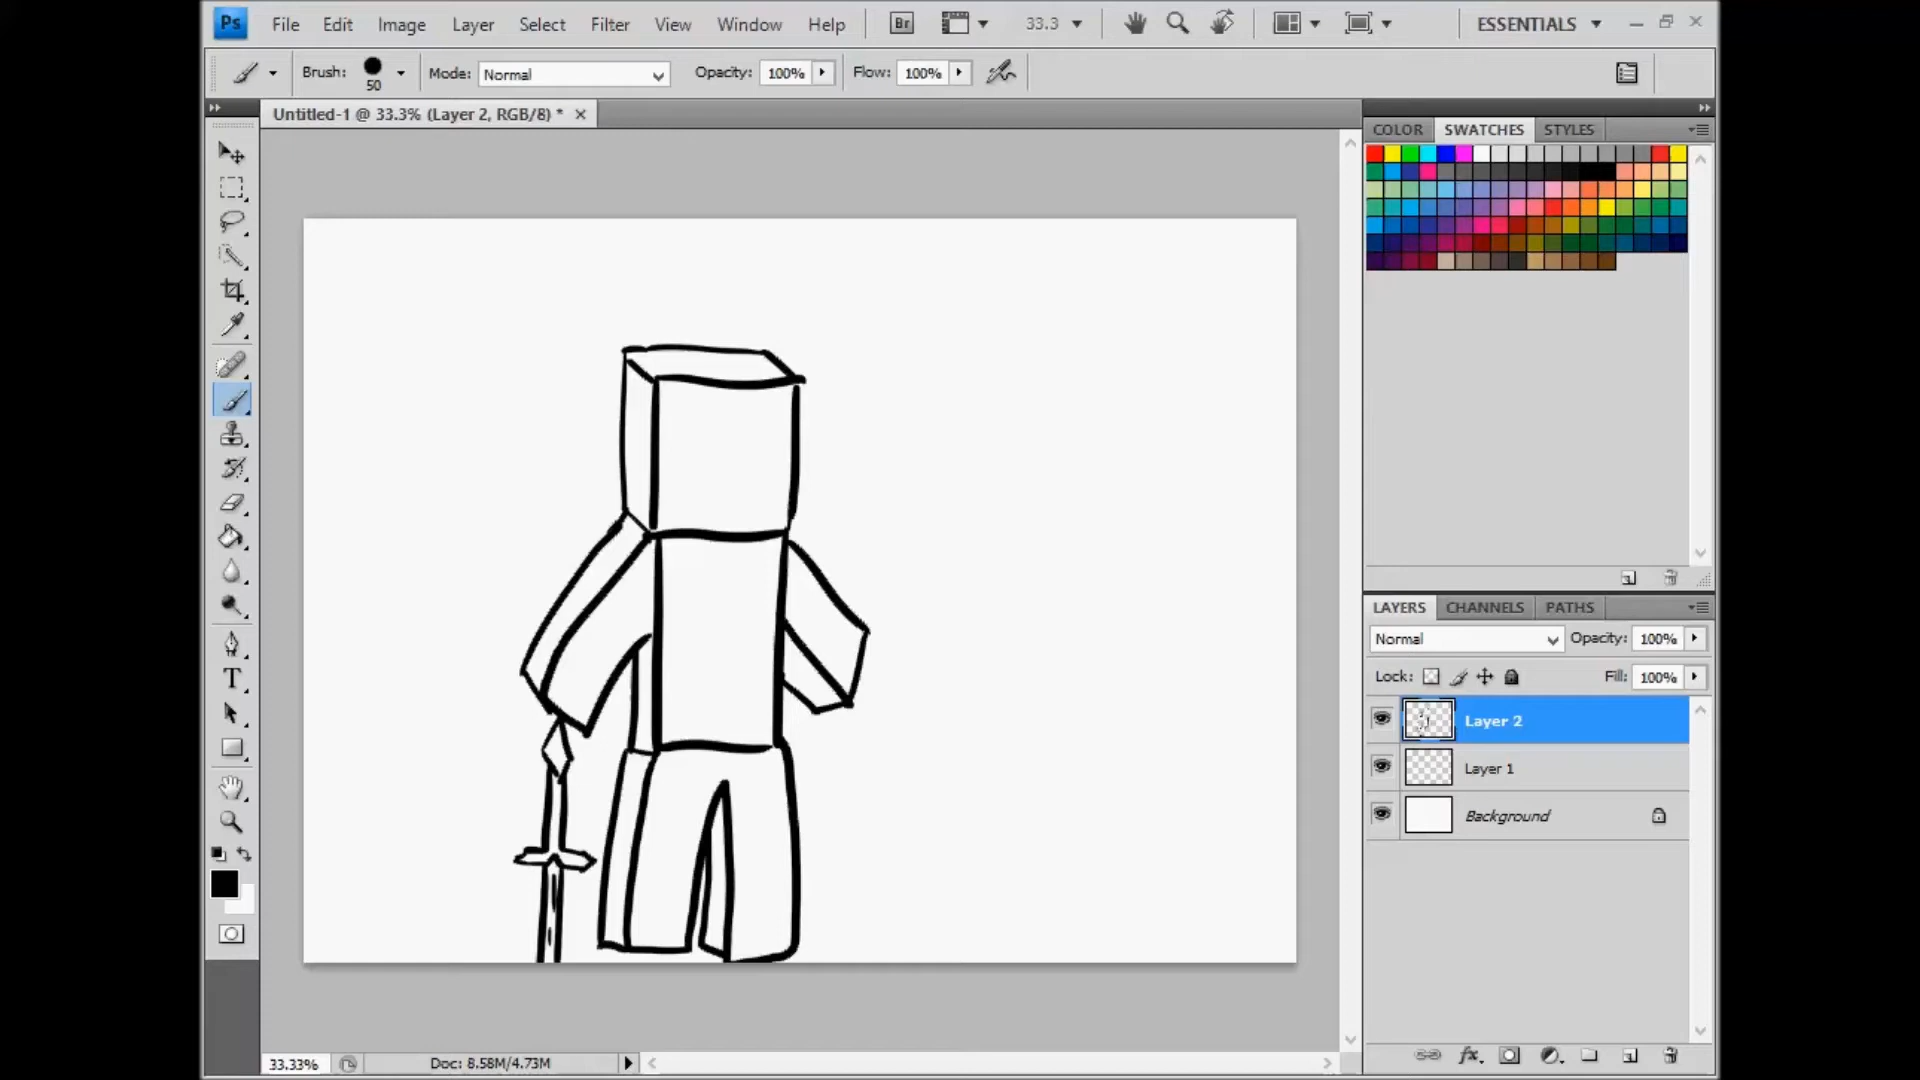 Ps File Edit Image Layer Select Filter View Window Help Br 33.3 ESSENTIALS
Brush: 50 Mode: Normal Opacity: 100% Flow: 100%
Untitled-1 @ 33.3% (Layer 2, RGB/8) *
COLOR SWATCHES STYLES
LAYERS CHANNELS PATHS
Normal Opacity: 100%
Lock: Fill: 100%
Layer 2
Layer 1
Background
T
fx
33.33% Doc: 8.58M/4.73M